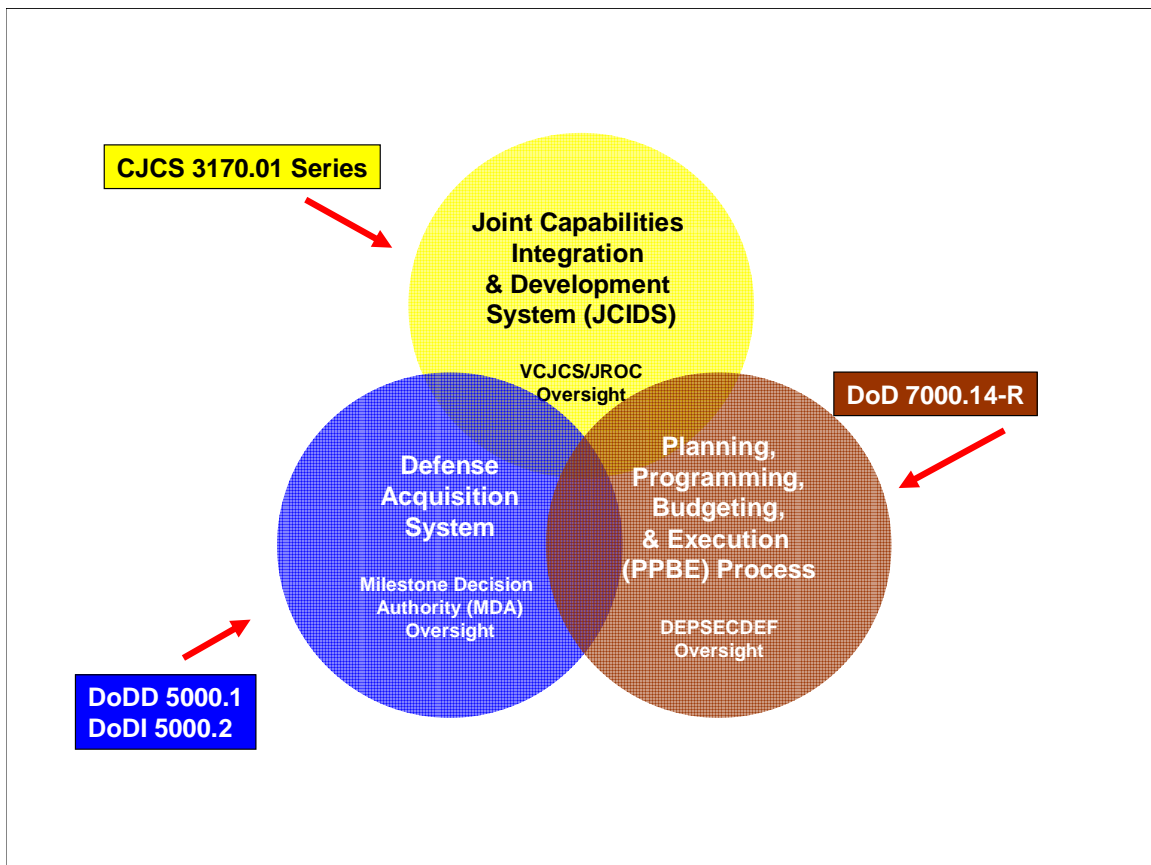 CJCS 3170.01 Series
Joint Capabilities
Integration
& Development
System (JCIDS)
VCJCS/JROC
Oversight
DoD 7000.14-R
Defense
Acquisition
System
Milestone Decision
Authority (MDA)
Oversight
Planning,
Programming,
Budgeting,
& Execution
(PPBE) Process
DEPSECDEF
Oversight
DoDD 5000.1
DoDI 5000.2